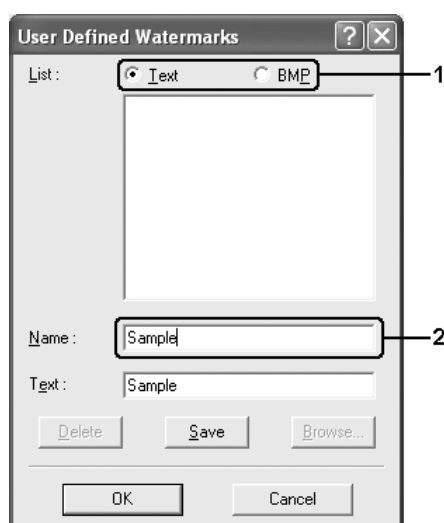 User Defined Watermarks
List : Text BMP 1
Name : Sample 2
Text : Sample
Delete Save Browse...
OK Cancel